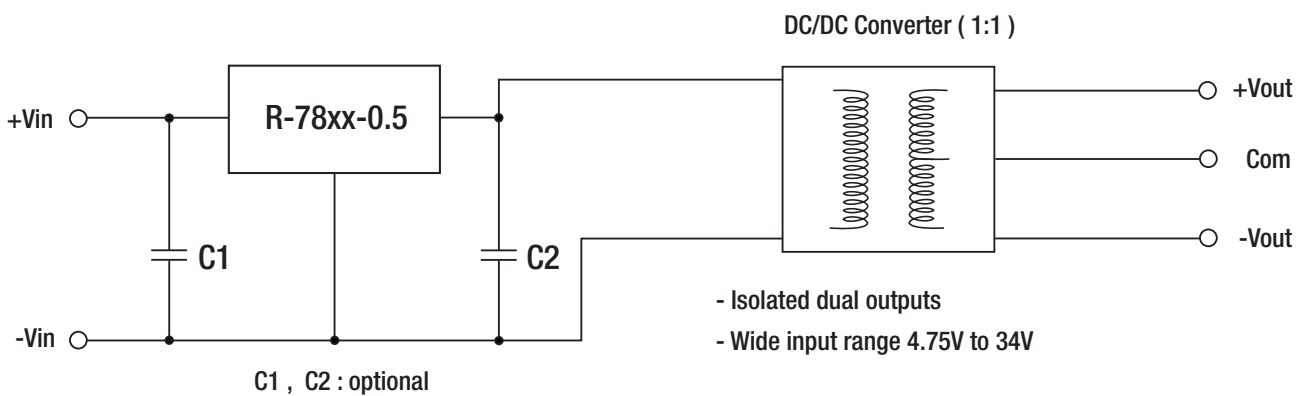 DC/DC Converter ( 1:1 )
+Vin
R-78xx-0.5
+Vout
Com
C1
C2
-Vout
- Isolated dual outputs
-Vin
- Wide input range 4.75V to 34V
C1 , C2 : optional